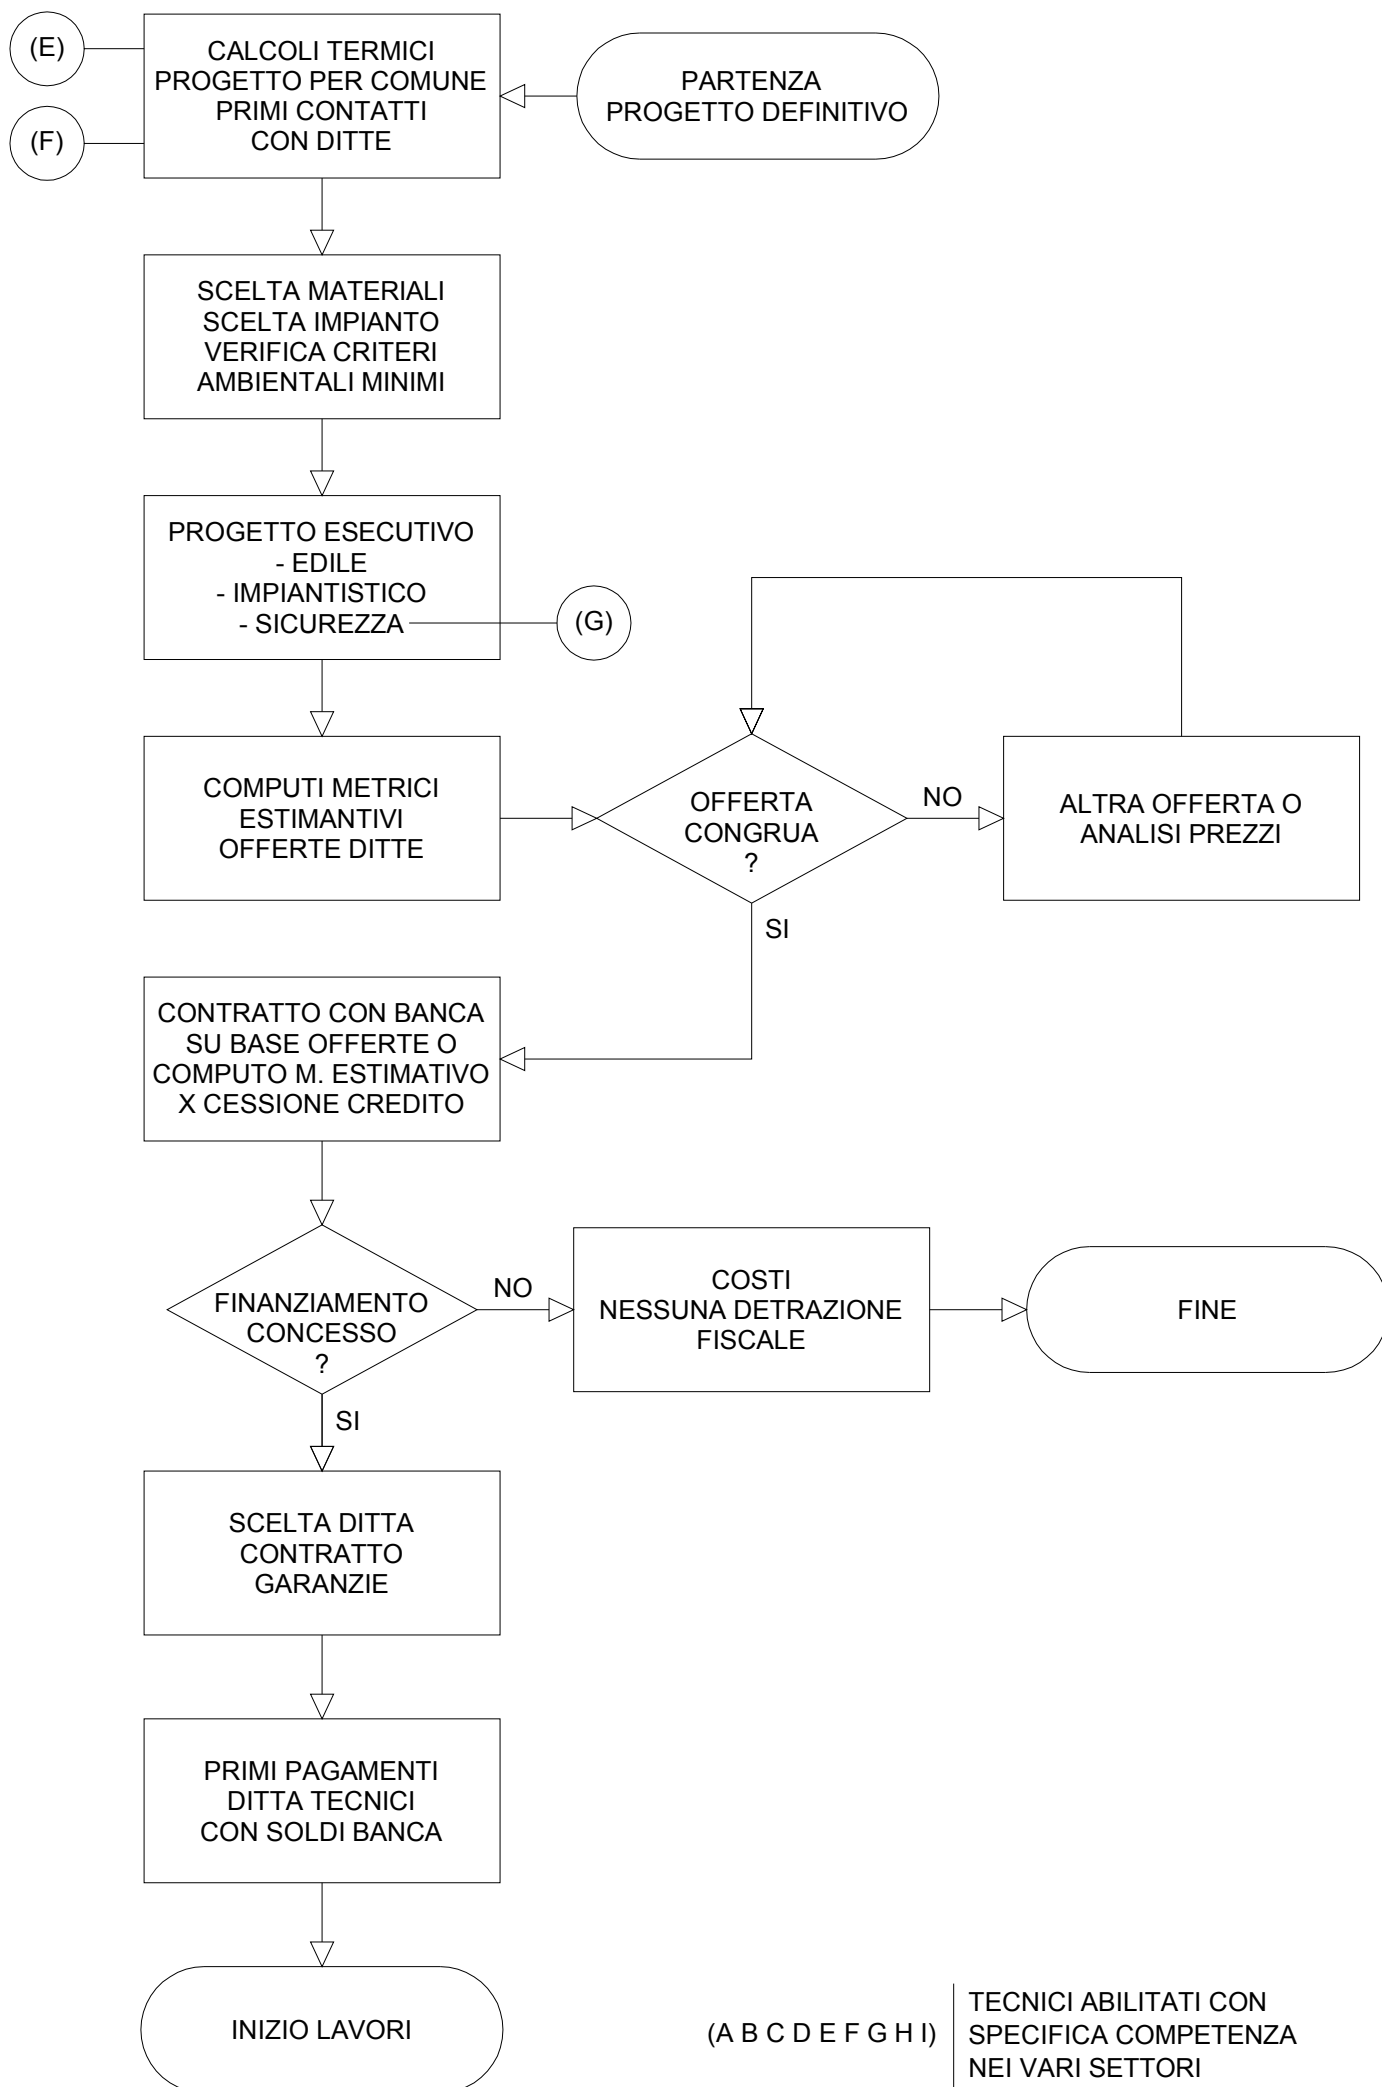 (E)
(F)
CALCOLI TERMICI
PROGETTO PER COMUNE
PRIMI CONTATTI
CON DITTE
PARTENZA
PROGETTO DEFINITIVO
SCELTA MATERIALI
SCELTA IMPIANTO
VERIFICA CRITERI
AMBIENTALI MINIMI
PROGETTO ESECUTIVO
- EDILE
- IMPIANTISTICO
- SICUREZZA
(G)
COMPUTI METRICI
ESTIMANTIVI
OFFERTE DITTE
OFFERTA
CONGRUA
?
NO
ALTRA OFFERTA O
ANALISI PREZZI
SI
CONTRATTO CON BANCA
SU BASE OFFERTE O
COMPUTO M. ESTIMATIVO
X CESSIONE CREDITO
FINANZIAMENTO
CONCESSO
?
NO
COSTI
NESSUNA DETRAZIONE
FISCALE
FINE
SI
SCELTA DITTA
CONTRATTO
GARANZIE
PRIMI PAGAMENTI
DITTA TECNICI
CON SOLDI BANCA
INIZIO LAVORI
(A B C D E F G H I)
TECNICI ABILITATI CON
SPECIFICA COMPETENZA
NEI VARI SETTORI